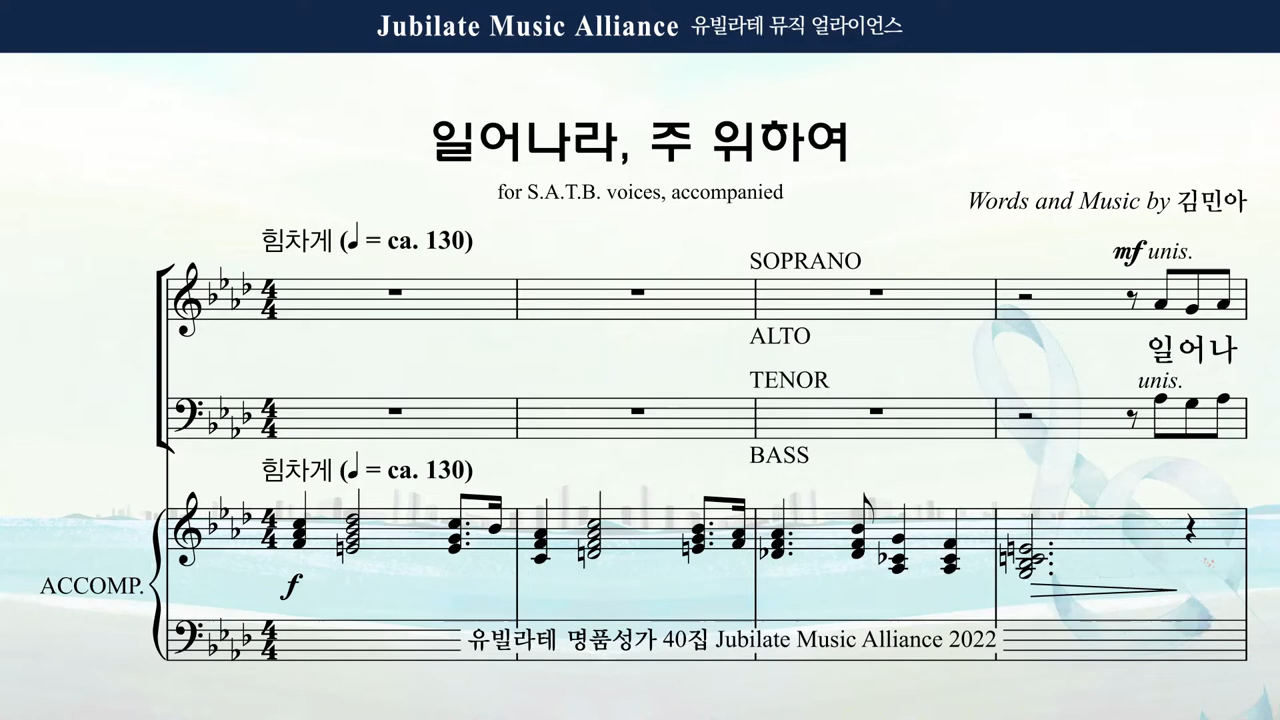 Jubilate Music Alliance 유빌라테 뮤직 얼라이언스
일어나라, 주 위하여
for S.A.T.B. voices, accompanied
Words and Music by 김민아
힘차게 (♩ = ca. 130)
SOPRANO
mf unis.
ALTO
일어나
TENOR
unis.
BASS
힘차게 (♩ = ca. 130)
ACCOMP.
f
유빌라테 명품성가 40집 Jubilate Music Alliance 2022